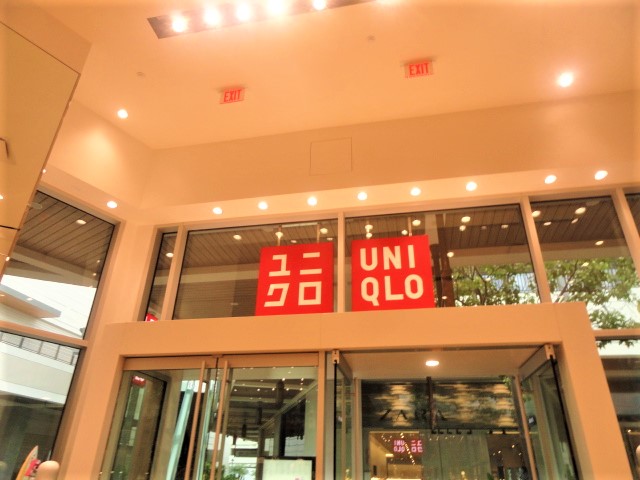 EXIT
EXIT
ユニ
クロ
UNI
QLO
ZARA